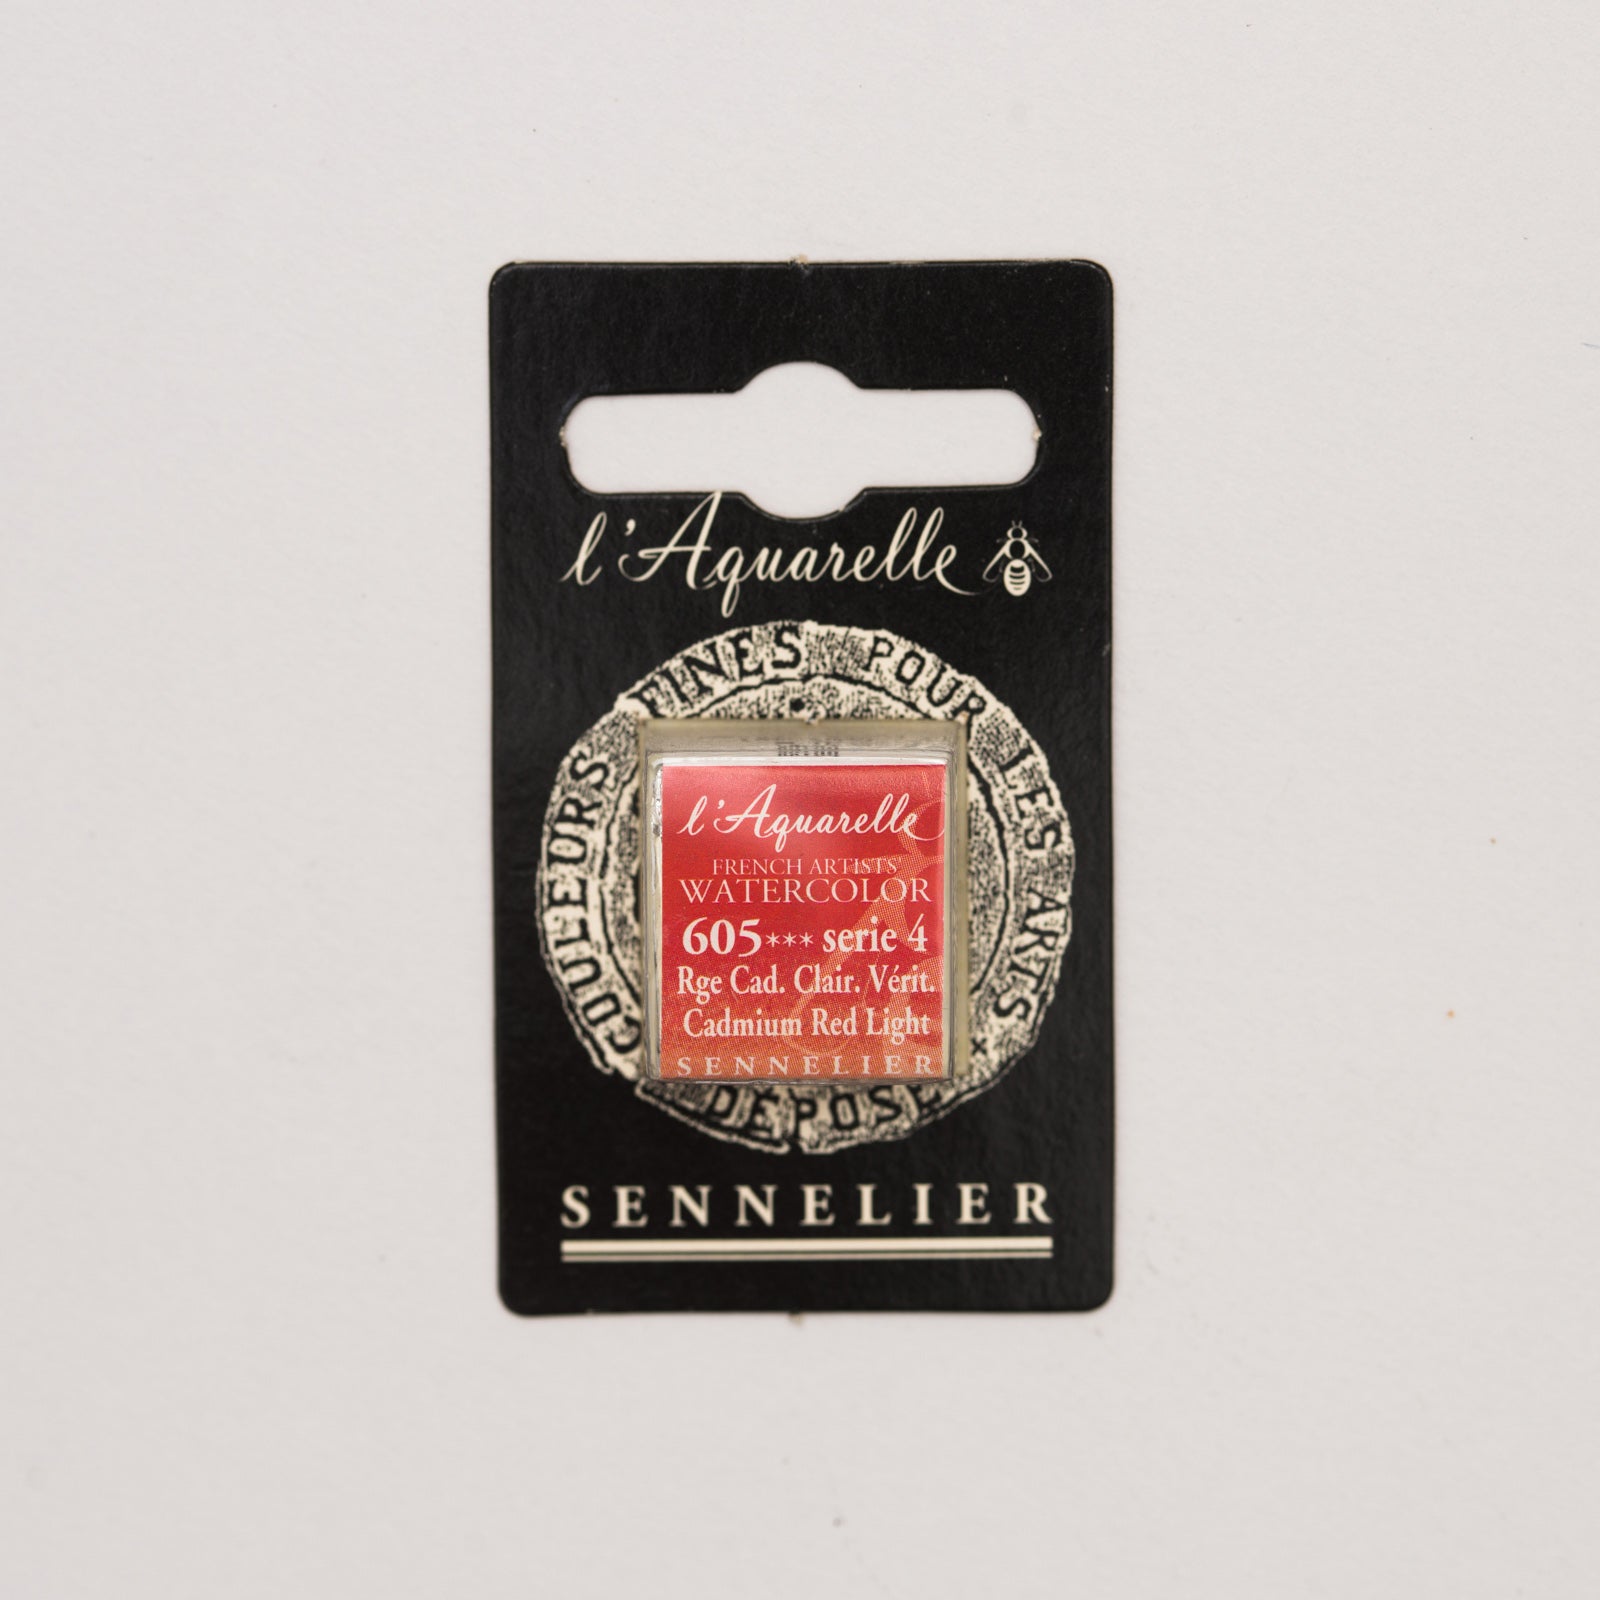 l'Aquarelle
COULEURS FINES POUR LES ARTS
DÉPOSÉ
l'Aquarelle
FRENCH ARTISTS'
WATERCOLOR
605*** serie 4
Rge Cad. Clair. Vérit.
Cadmium Red Light
SENNELIER
SENNELIER